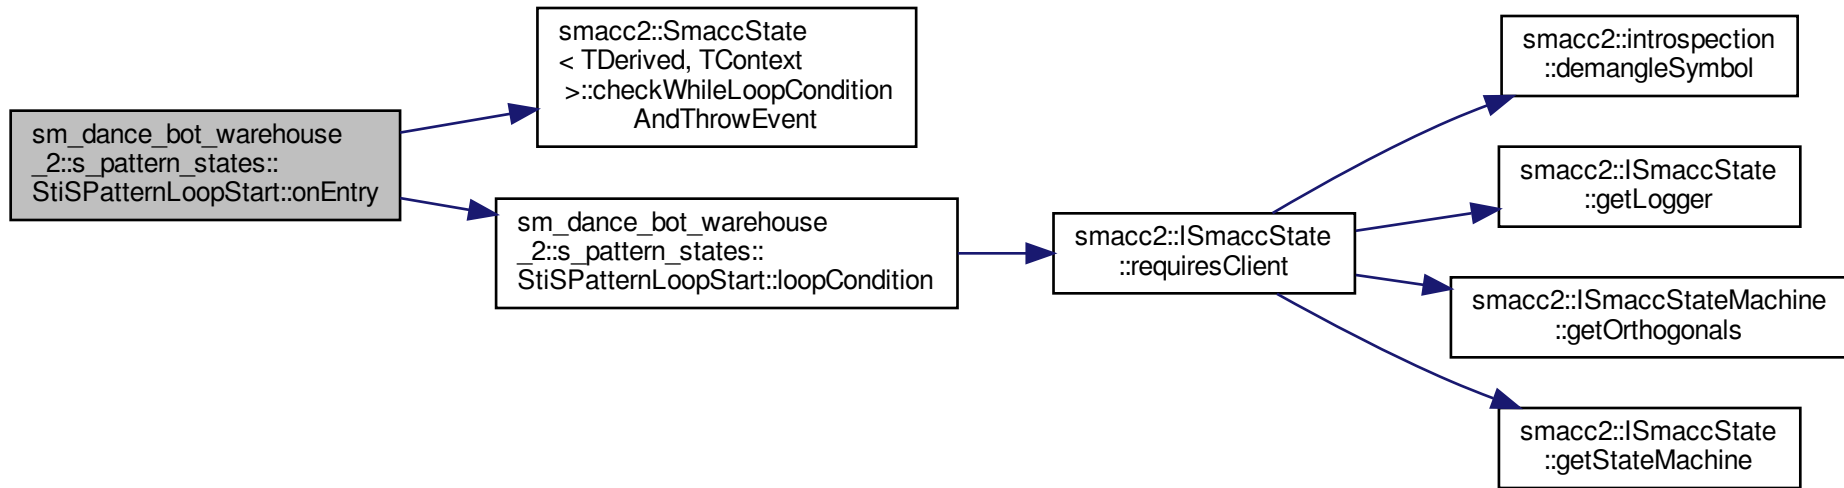 sm_dance_bot_warehouse
_2::s_pattern_states::
StiSPatternLoopStart::onEntry
smacc2::SmaccState
< TDerived, TContext
>::checkWhileLoopCondition
AndThrowEvent
sm_dance_bot_warehouse
_2::s_pattern_states::
StiSPatternLoopStart::loopCondition
smacc2::ISmaccState
::requiresClient
smacc2::introspection
::demangleSymbol
smacc2::ISmaccState
::getLogger
smacc2::ISmaccStateMachine
::getOrthogonals
smacc2::ISmaccState
::getStateMachine